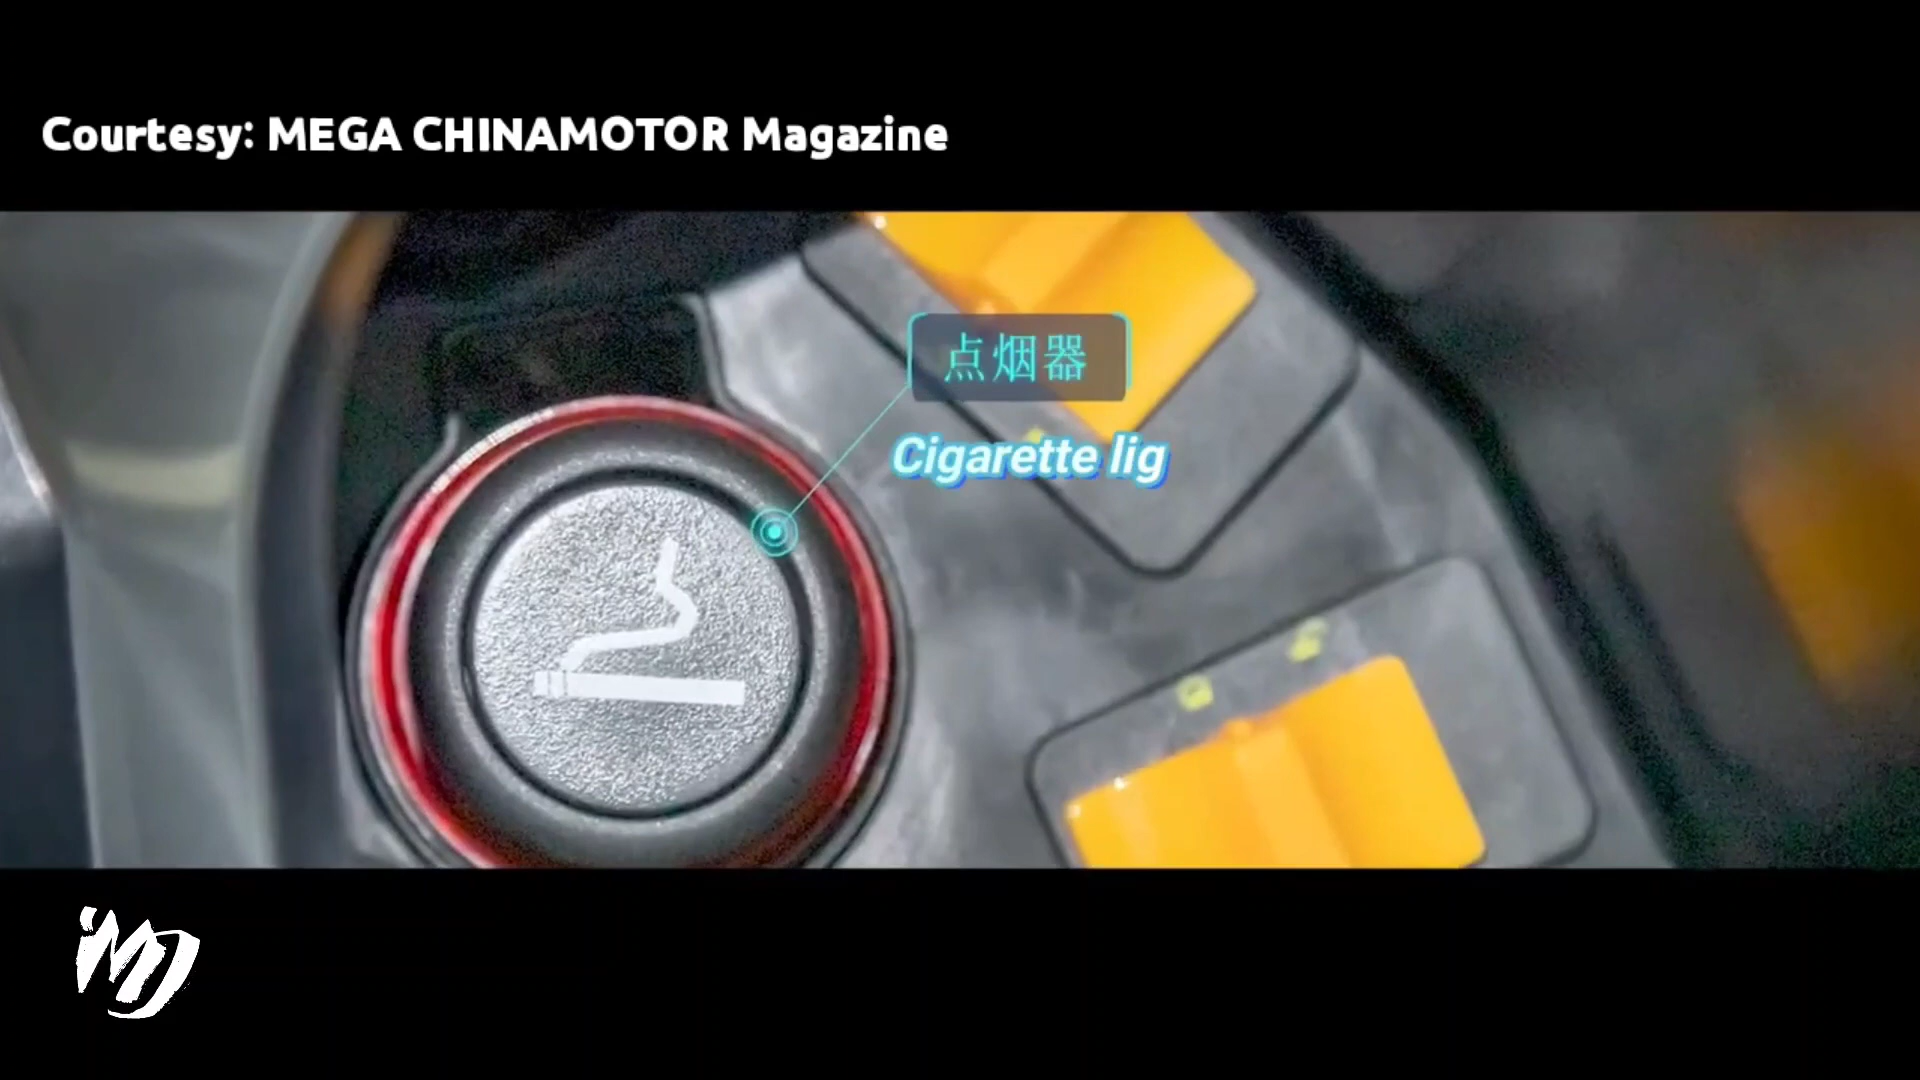 Courtesy: MEGA CHINAMOTOR Magazine
点烟器
Cigarette lig